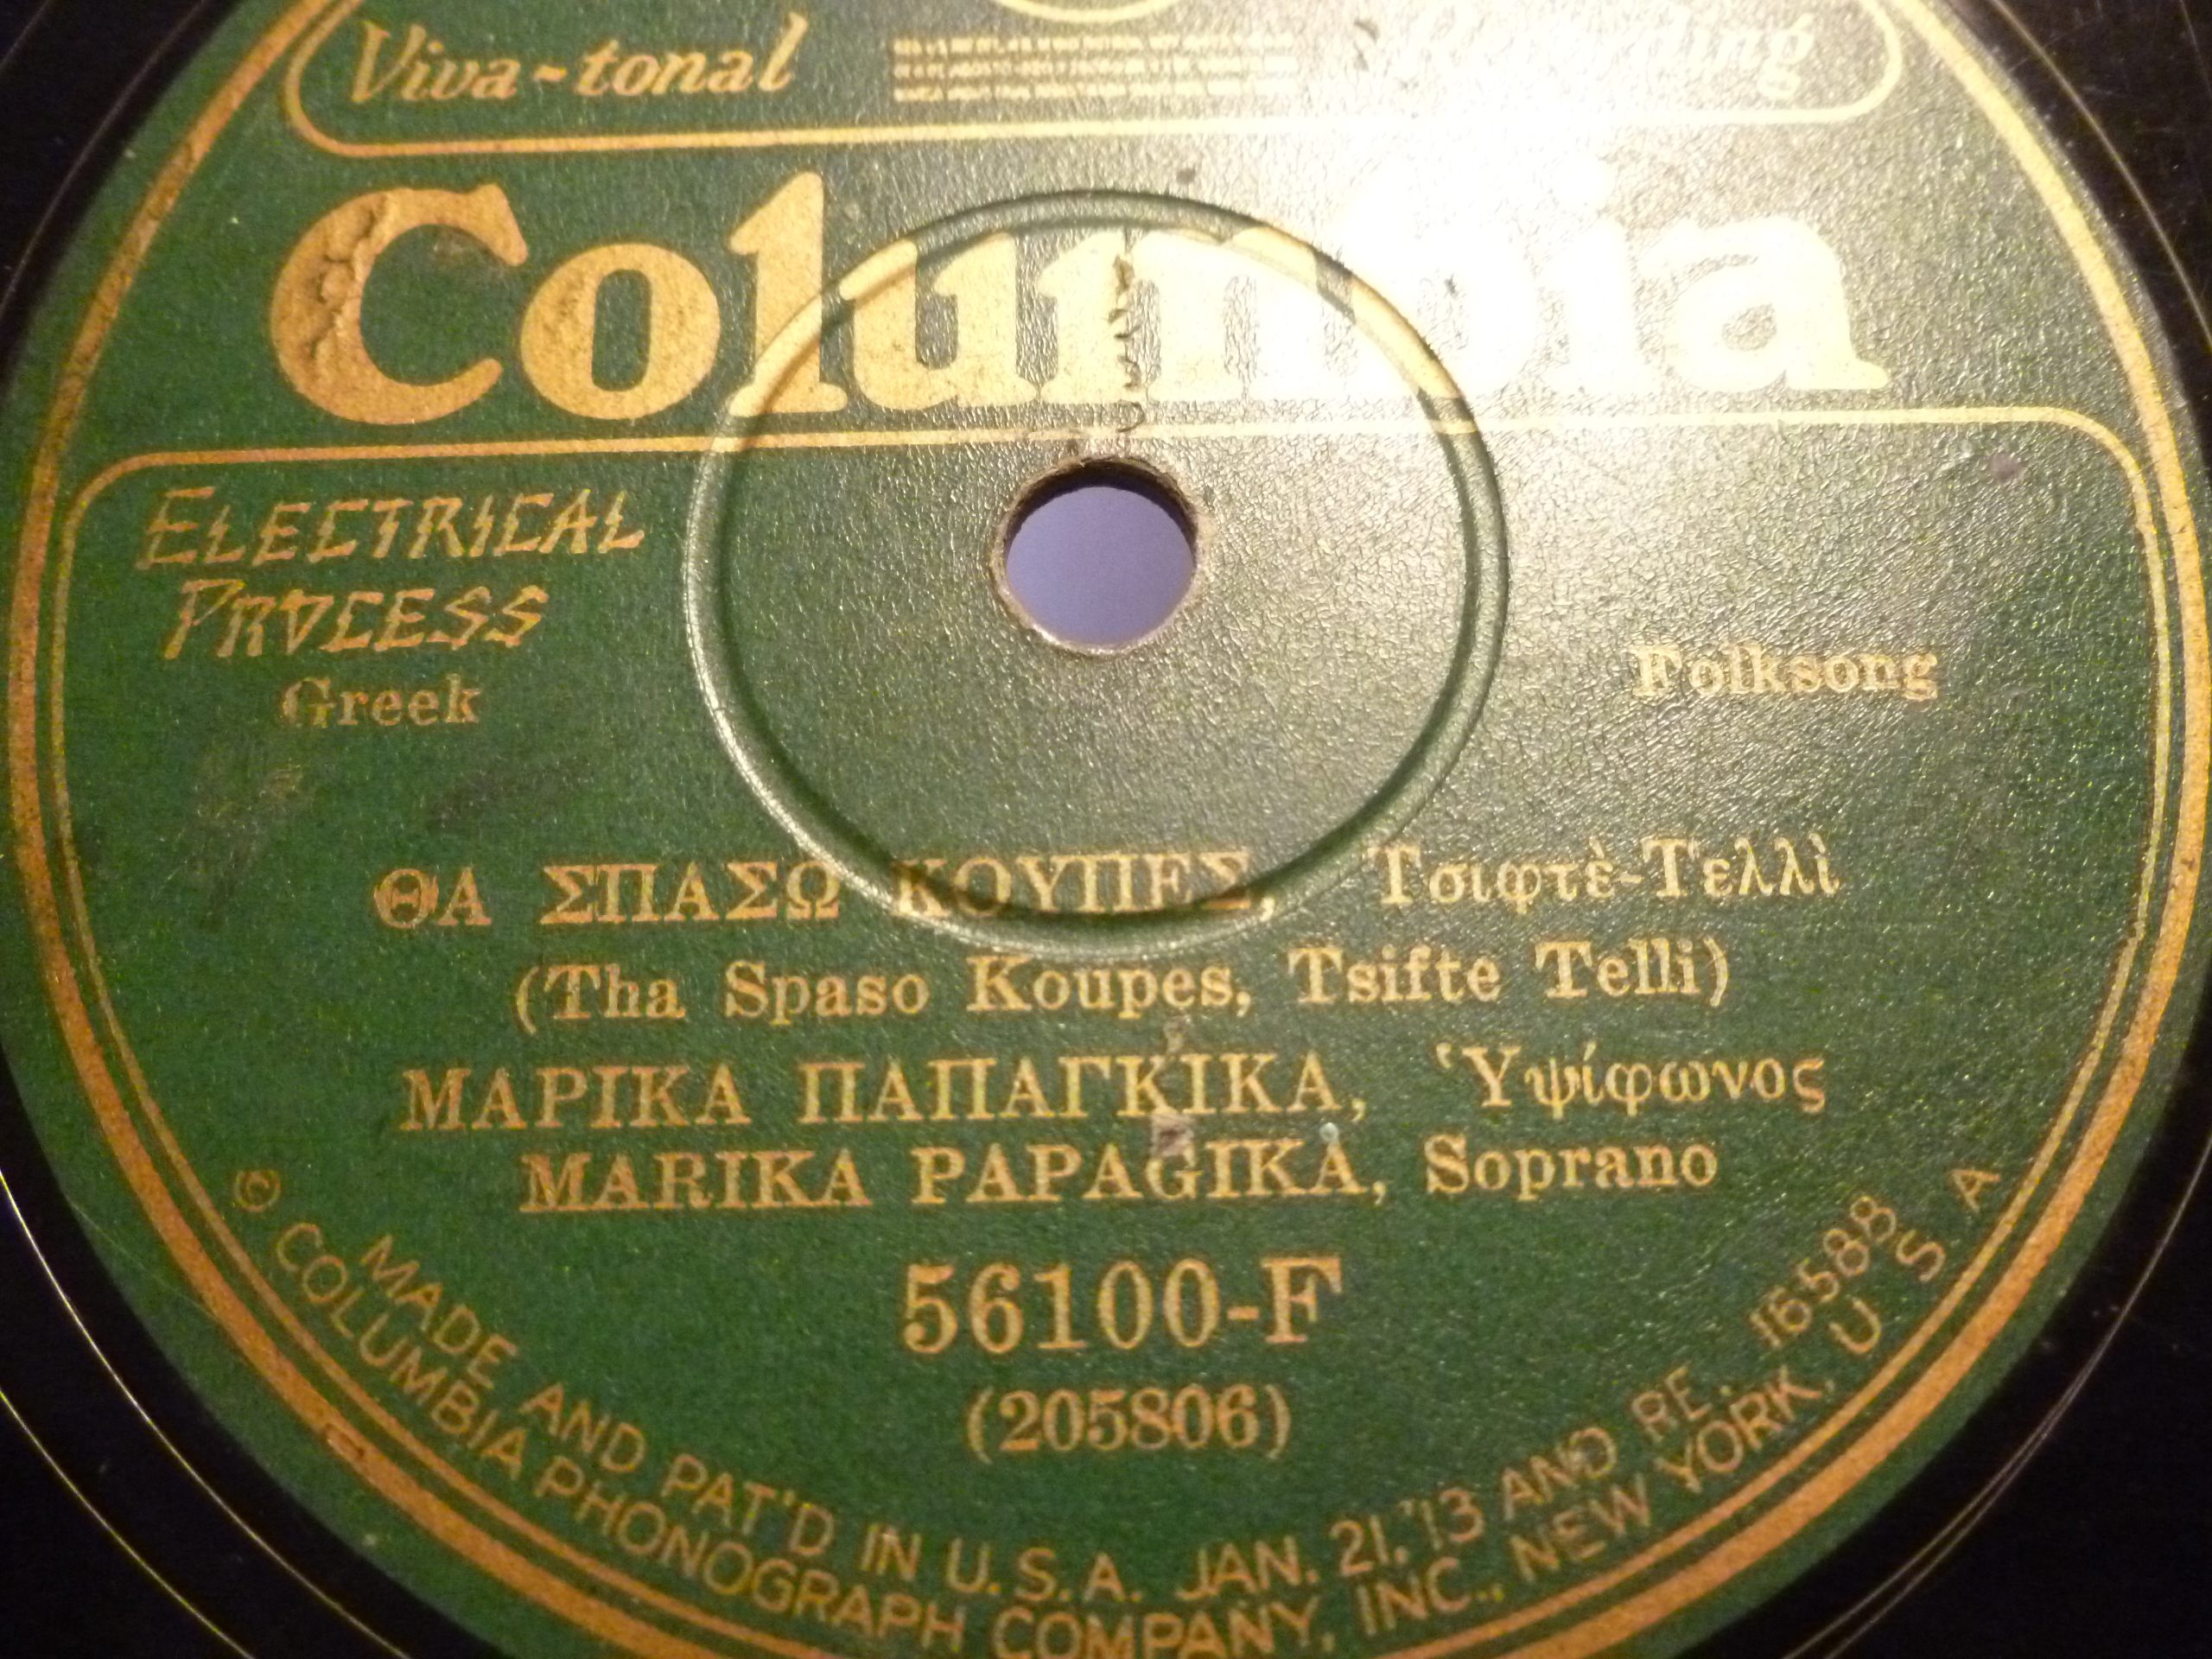 Viva-tonal Recording
Columbia
ELECTRICAL
PROCESS
Greek
Folksong
ΘΑ ΣΠΑΣΩ ΚΟΥΠΕΣ, Τσιφτὲ-Τελλὶ
(Tha Spaso Koupes, Tsifte Telli)
ΜΑΡΙΚΑ ΠΑΠΑΓΚΙΚΑ, Ὑψίφωνος
MARIKA PAPAGIKA, Soprano
56100-F
(205806)
MADE AND PAT'D IN U.S.A. JAN. 21, '13 AND RE. 16588
© COLUMBIA PHONOGRAPH COMPANY, INC., NEW YORK, U S A